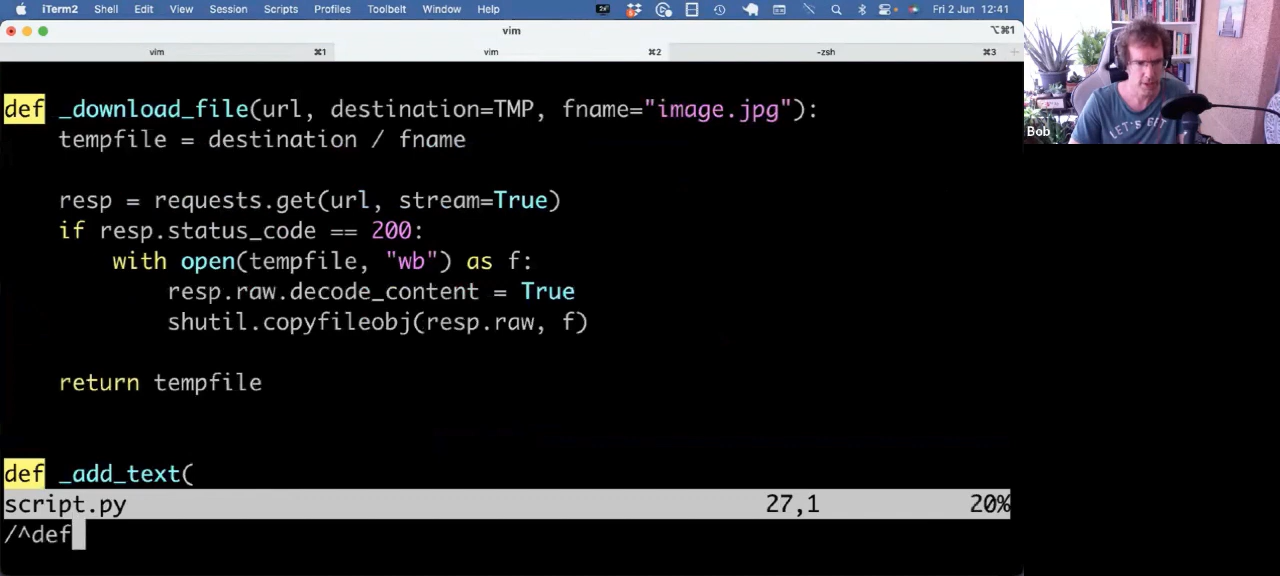 iTerm2 Shell Edit View Session Scripts Profiles Toolbelt Window Help Fri 2 Jun 12:41
vim ⌥⌘1
vim ⌘1 vim ⌘2 -zsh ⌘3
def _download_file(url, destination=TMP, fname="image.jpg"):
    tempfile = destination / fname
    resp = requests.get(url, stream=True)
    if resp.status_code == 200:
        with open(tempfile, "wb") as f:
            resp.raw.decode_content = True
            shutil.copyfileobj(resp.raw, f)
    return tempfile
def _add_text(
script.py 27,1 20%
/^def
Bob
LET'S GET